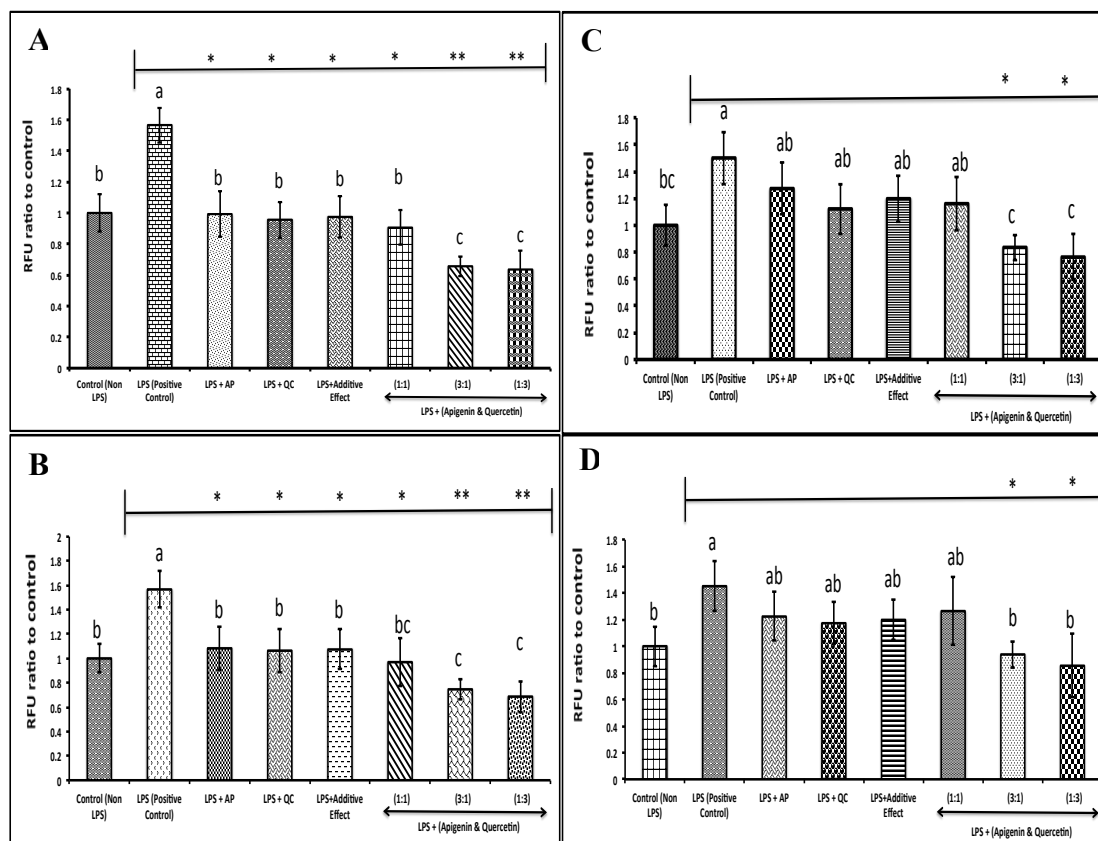 A
* * * * ** **
RFU ratio to control
1.8
1.6
1.4
1.2
1
0.8
0.6
0.4
0.2
0
b a b b b b c c
Control (Non LPS)
LPS (Positive Control)
LPS + AP
LPS + QC
LPS+Additive Effect
(1:1)
(3:1)
(1:3)
LPS + (Apigenin & Quercetin)
B
* * * * ** **
RFU ratio to control
2
1.8
1.6
1.4
1.2
1
0.8
0.6
0.4
0.2
0
b a b b b bc c c
Control (Non LPS)
LPS (Positive Control)
LPS + AP
LPS + QC
LPS+Additive Effect
(1:1)
(3:1)
(1:3)
LPS + (Apigenin & Quercetin)
C
* *
RFU ratio to control
1.8
1.6
1.4
1.2
1
0.8
0.6
0.4
0.2
0
bc a ab ab ab ab c c
Control (Non LPS)
LPS (Positive Control)
LPS + AP
LPS + QC
LPS+Additive Effect
(1:1)
(3:1)
(1:3)
LPS + (Apigenin & Quercetin)
D
* *
RFU ratio to control
1.8
1.6
1.4
1.2
1
0.8
0.6
0.4
0.2
0
b a ab ab ab ab b b
Control (Non LPS)
LPS (Positive Control)
LPS + AP
LPS + QC
LPS+Additive Effect
(1:1)
(3:1)
(1:3)
LPS + (Apigenin & Quercetin)